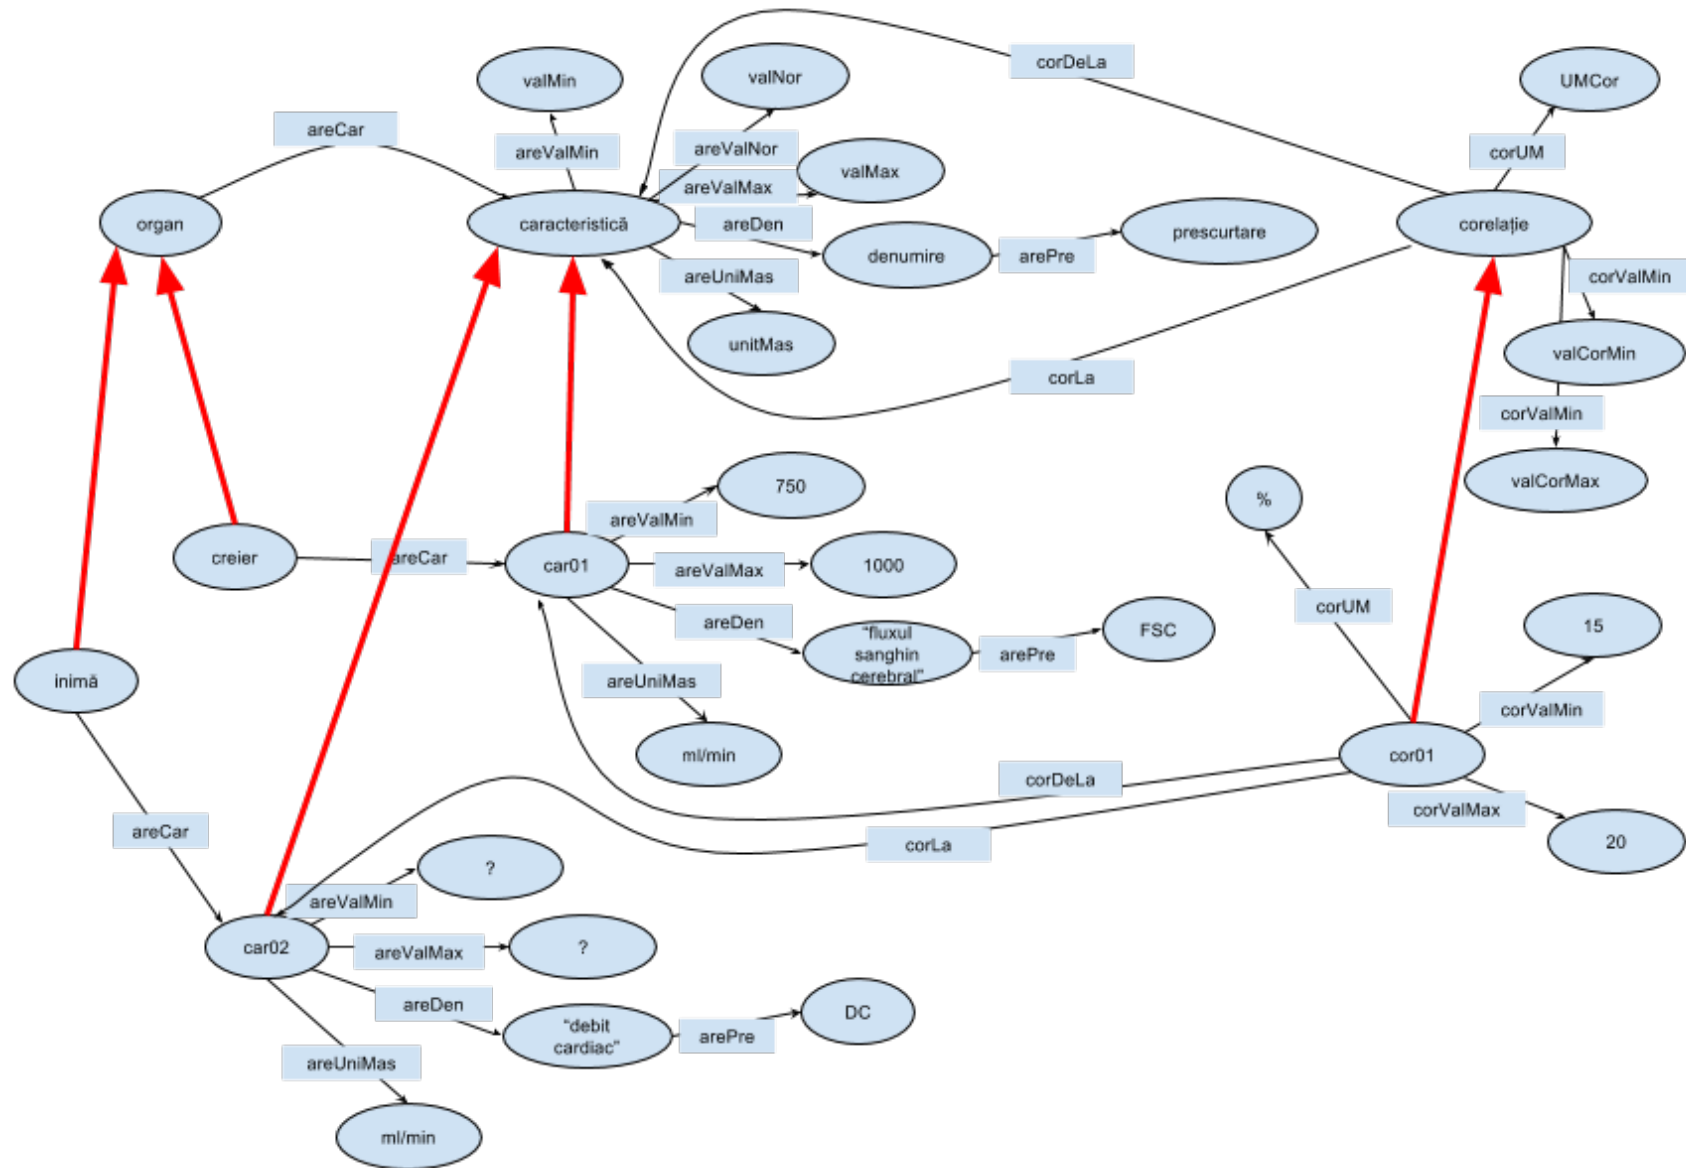 corDeLa
valMin
valNor
UMCor
areCar
areValMin
areValNor
corUM
areValMax
valMax
organ
caracteristică
areDen
denumire
arePre
prescurtare
corelație
areUniMas
corValMin
unitMas
valCorMin
corLa
corValMin
valCorMax
750
%
areValMin
creier
areCar
car01
areValMax
1000
corUM
areDen
"fluxul
sanghin
cerebral"
arePre
FSC
15
inimă
areUniMas
corValMin
ml/min
cor01
corDeLa
corValMax
areCar
corLa
20
?
areValMin
car02
areValMax
?
areDen
"debit
cardiac"
arePre
DC
areUniMas
ml/min